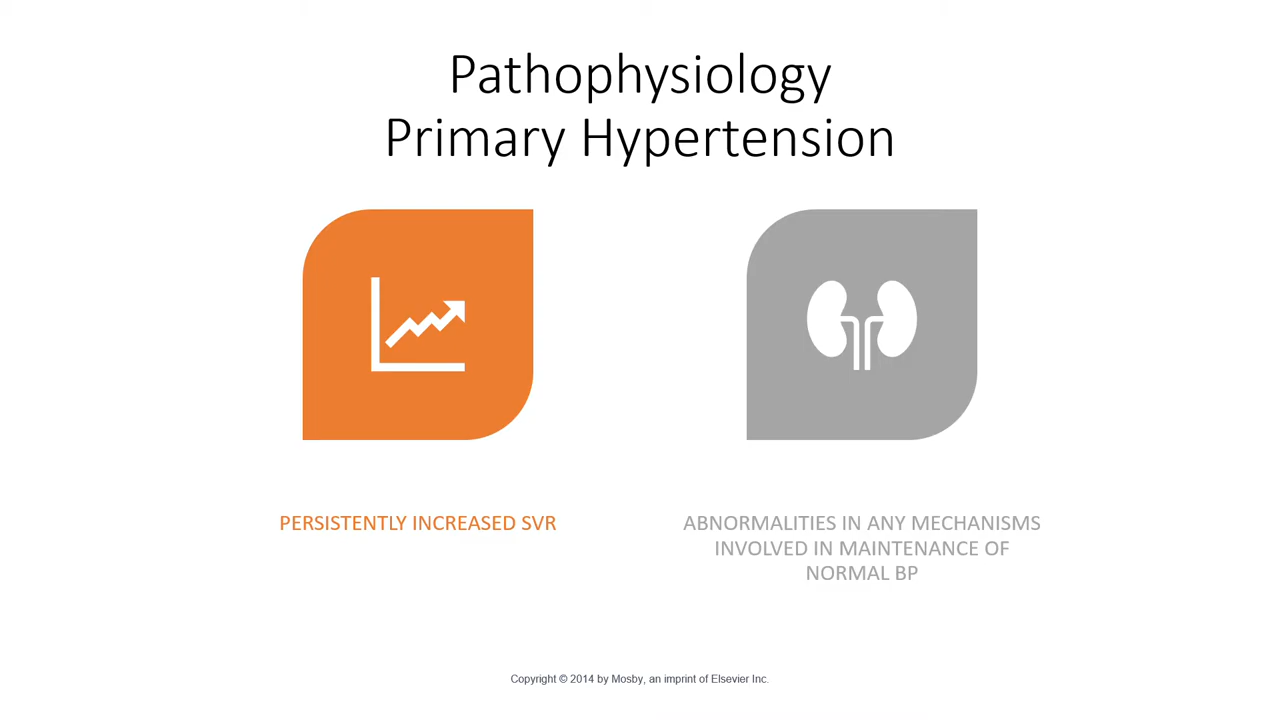 Pathophysiology
Primary Hypertension
PERSISTENTLY INCREASED SVR
ABNORMALITIES IN ANY MECHANISMS
INVOLVED IN MAINTENANCE OF
NORMAL BP
Copyright © 2014 by Mosby, an imprint of Elsevier Inc.